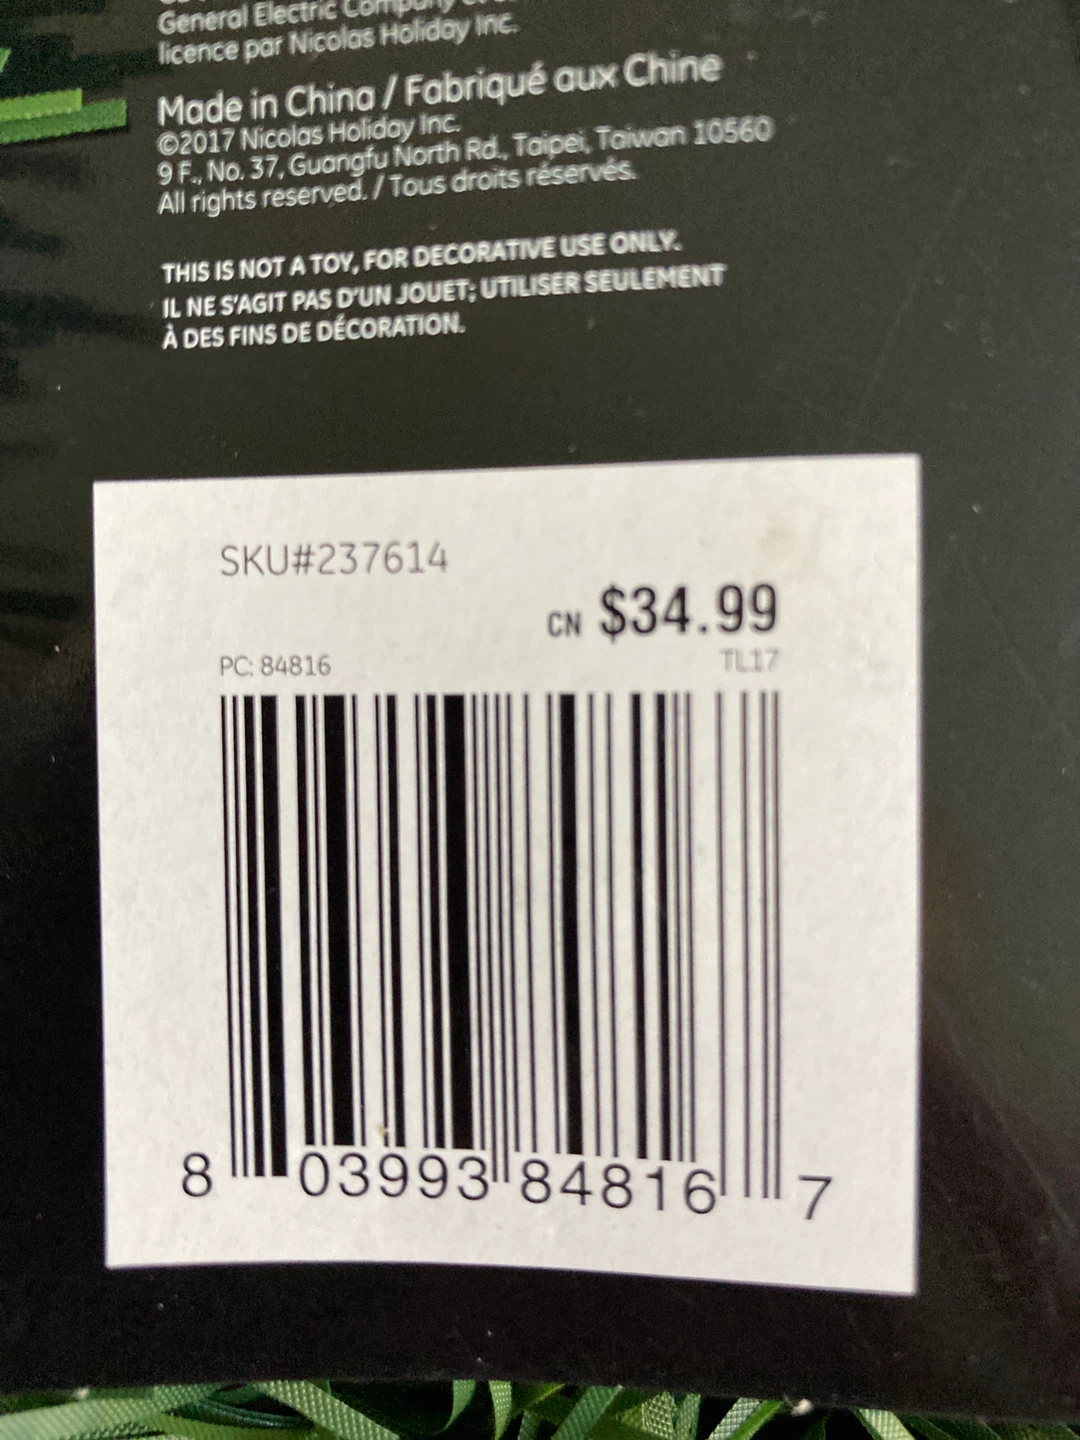 General Electric Company
licence par Nicolas Holiday Inc.
Made in China / Fabriqué aux Chine
©2017 Nicolas Holiday Inc.
9 F., No. 37, Guangfu North Rd., Taipei, Taiwan 10560
All rights reserved. / Tous droits réservés.
THIS IS NOT A TOY, FOR DECORATIVE USE ONLY.
IL NE S'AGIT PAS D'UN JOUET; UTILISER SEULEMENT
À DES FINS DE DÉCORATION.
SKU#237614
CN $34.99
PC: 84816 TL17
8 03993 84816 7